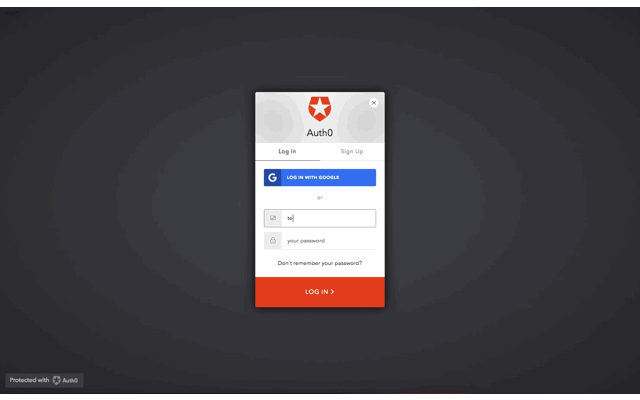 Auth0
Log In
Sign Up
LOG IN WITH GOOGLE
or
te
your password
Don't remember your password?
LOG IN
Protected with Auth0